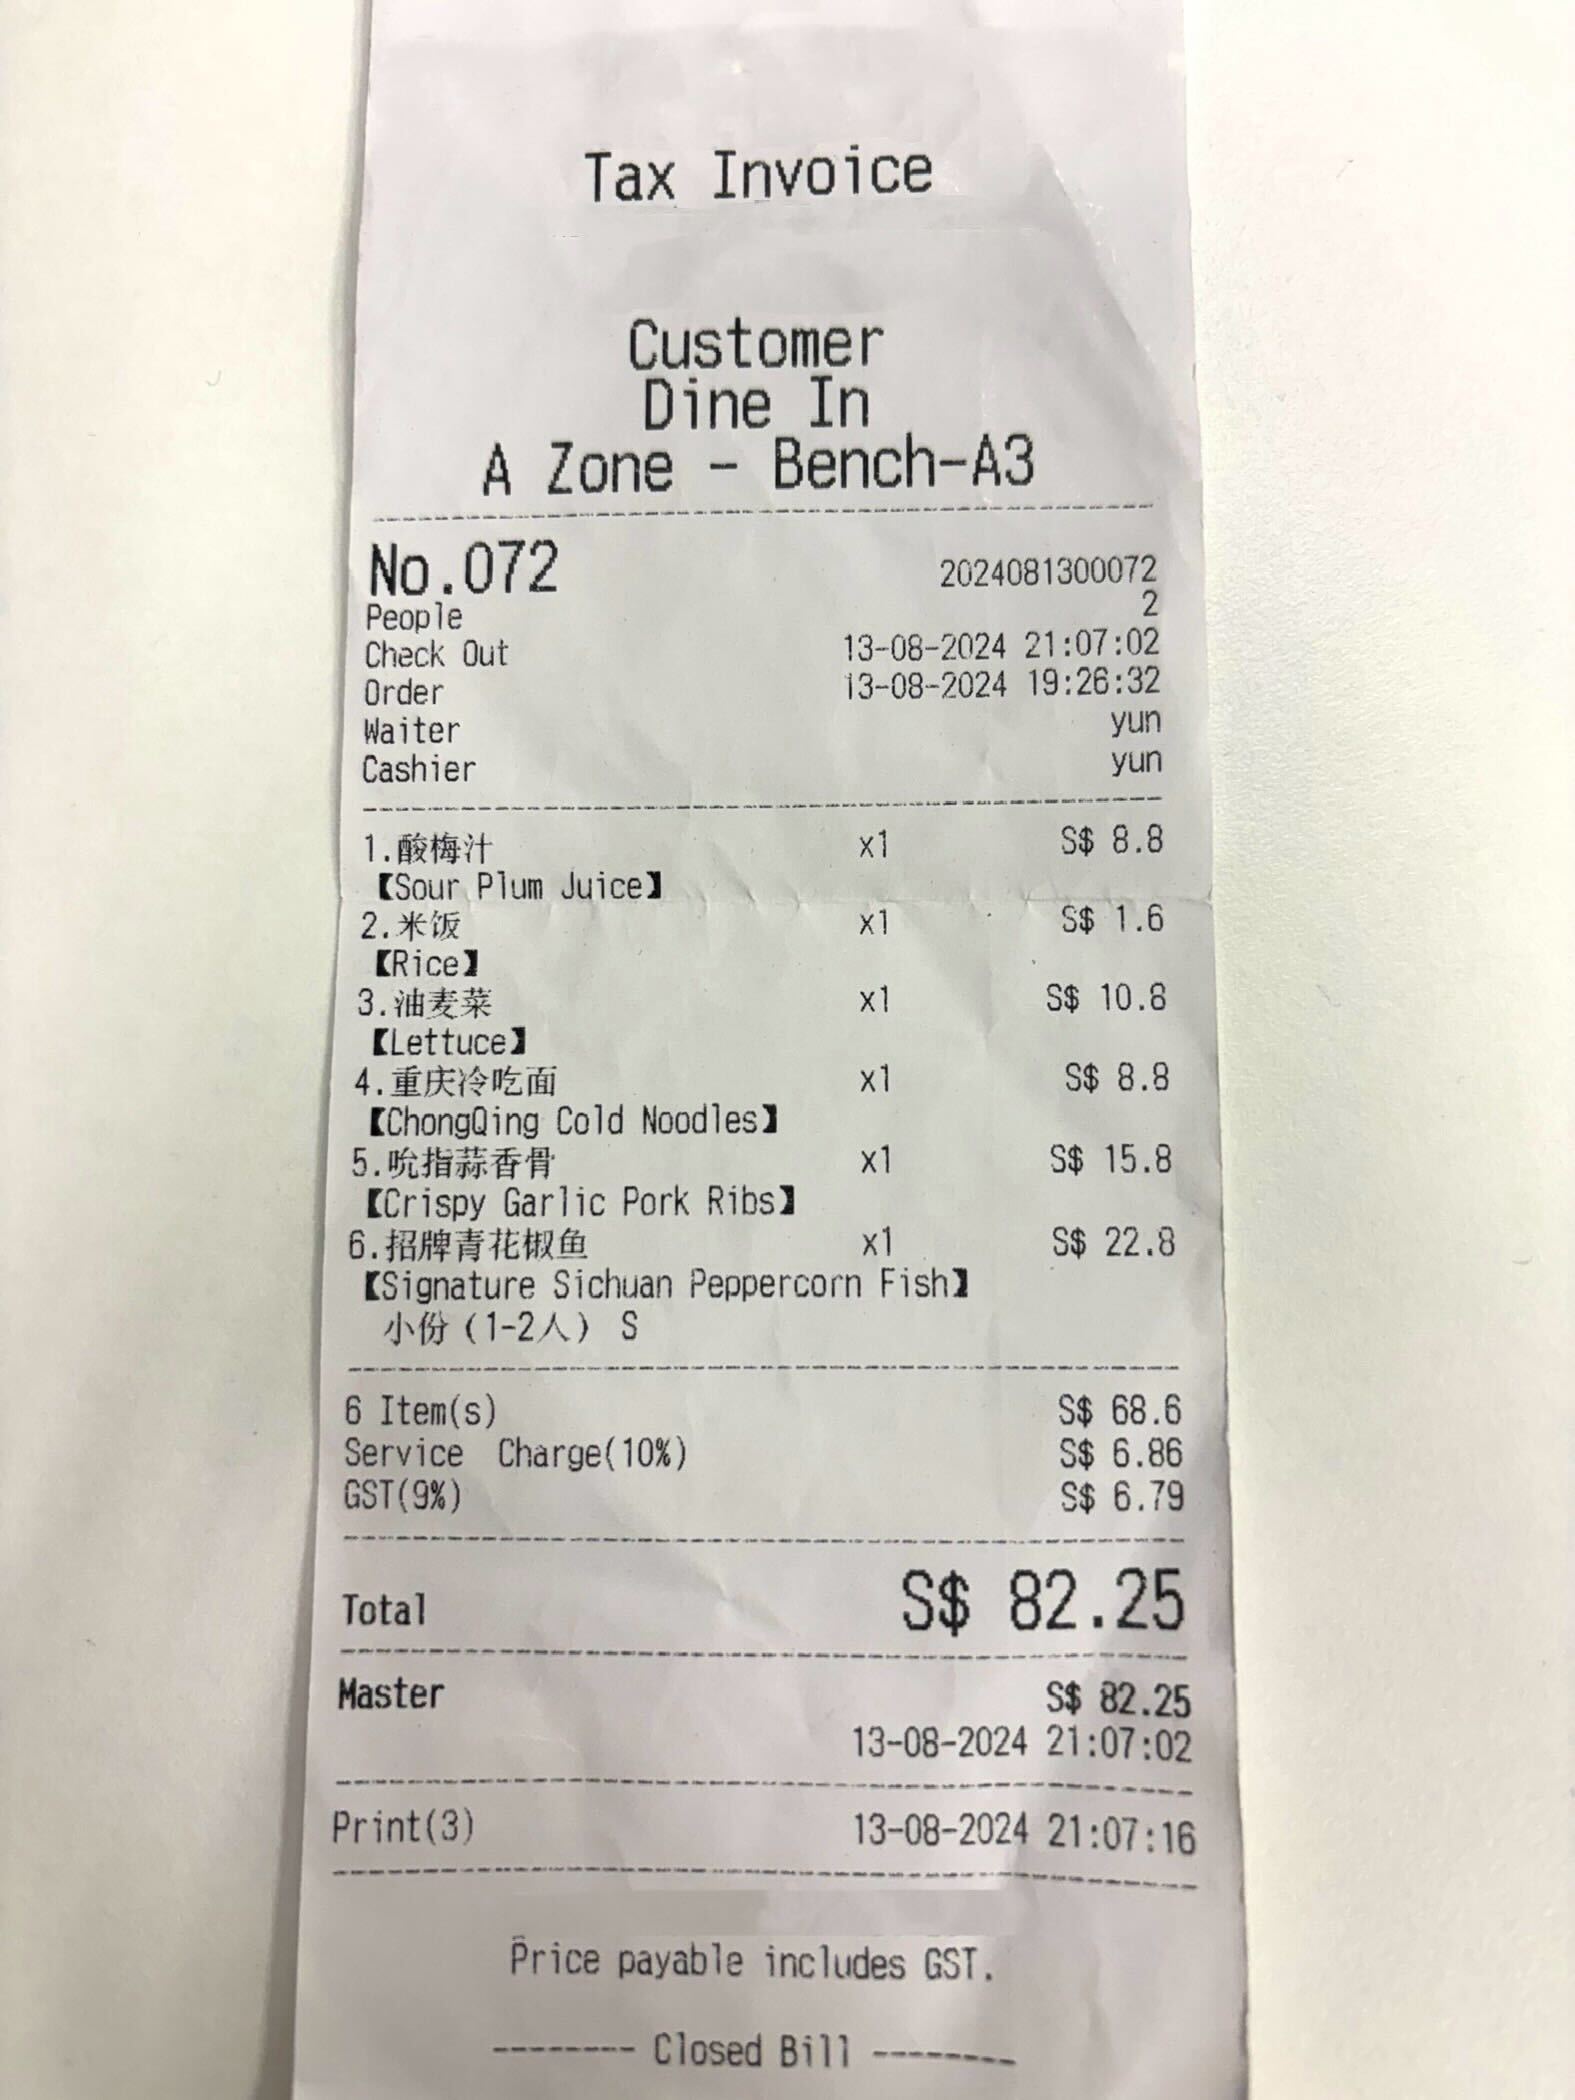 Tax Invoice
Customer
Dine In
A Zone - Bench-A3
No.072 2024081300072
People 2
Check Out 13-08-2024 21:07:02
Order 13-08-2024 19:26:32
Waiter yun
Cashier yun
1.酸梅汁 x1 S$ 8.8
【Sour Plum Juice】
2.米饭 x1 S$ 1.6
【Rice】
3.油麦菜 x1 S$ 10.8
【Lettuce】
4.重庆冷吃面 x1 S$ 8.8
【ChongQing Cold Noodles】
5.吮指蒜香骨 x1 S$ 15.8
【Crispy Garlic Pork Ribs】
6.招牌青花椒鱼 x1 S$ 22.8
【Signature Sichuan Peppercorn Fish】
小份(1-2人) S
6 Item(s) S$ 68.6
Service Charge(10%) S$ 6.86
GST(9%) S$ 6.79
Total S$ 82.25
Master S$ 82.25
13-08-2024 21:07:02
Print(3) 13-08-2024 21:07:16
Price payable includes GST.
-------- Closed Bill --------